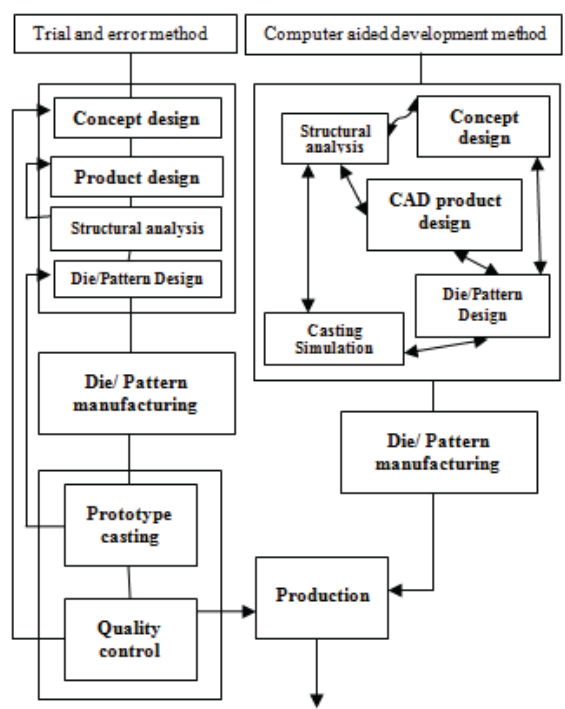 Trial and error method
Computer aided development method
Concept design
Product design
Structural analysis
Die/Pattern Design
Die/ Pattern
manufacturing
Prototype
casting
Quality
control
Structural
analysis
Concept
design
CAD product
design
Die/Pattern
Design
Casting
Simulation
Die/ Pattern
manufacturing
Production